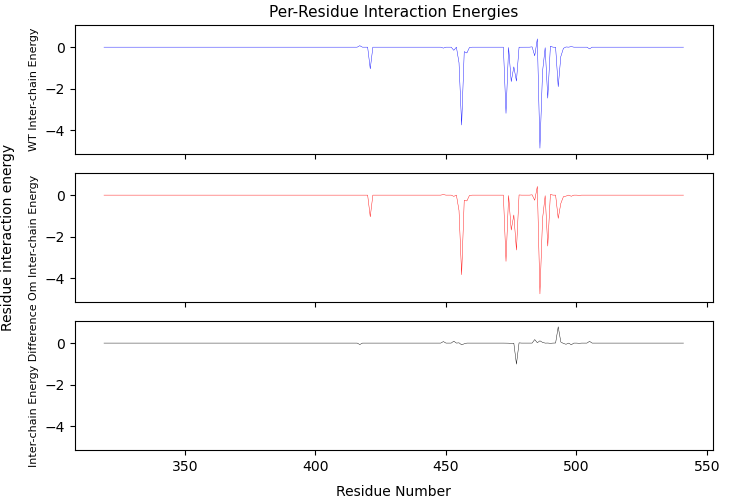 Per-Residue Interaction Energies
Residue interaction energy
WT Inter-chain Energy
0
−2
−4
Om Inter-chain Energy
0
−2
−4
Inter-chain Energy Difference
0
−2
−4
350
400
450
500
550
Residue Number